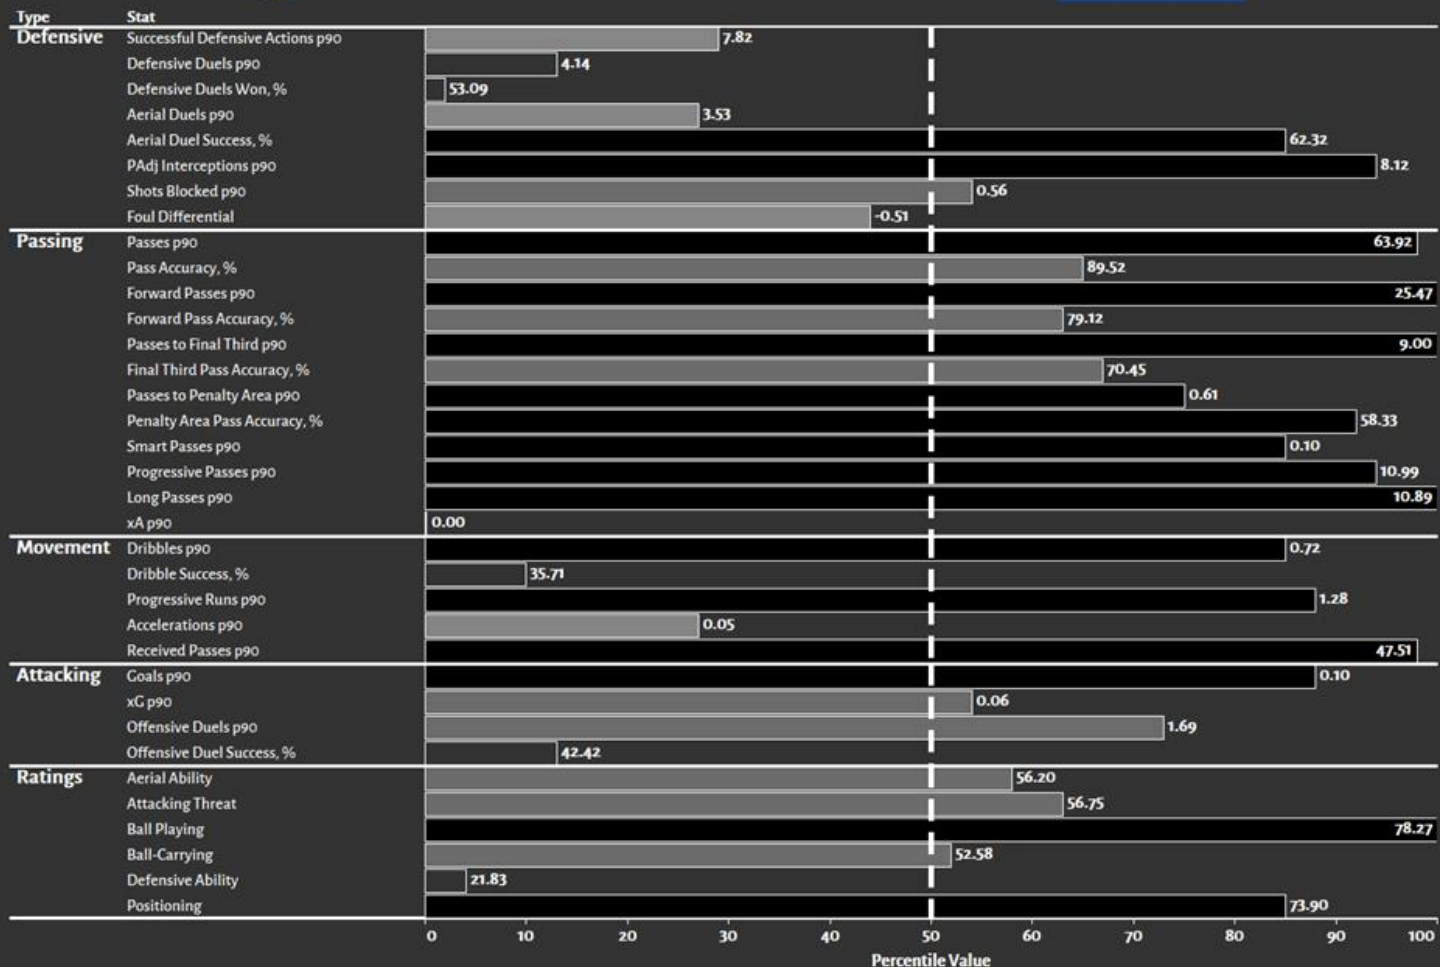 Type Stat
Defensive Successful Defensive Actions p90 7.82
Defensive Duels p90 4.14
Defensive Duels Won, % 53.09
Aerial Duels p90 3.53
Aerial Duel Success, % 62.32
PAdj Interceptions p90 8.12
Shots Blocked p90 0.56
Foul Differential -0.51
Passing Passes p90 63.92
Pass Accuracy, % 89.52
Forward Passes p90 25.47
Forward Pass Accuracy, % 79.12
Passes to Final Third p90 9.00
Final Third Pass Accuracy, % 70.45
Passes to Penalty Area p90 0.61
Penalty Area Pass Accuracy, % 58.33
Smart Passes p90 0.10
Progressive Passes p90 10.99
Long Passes p90 10.89
xA p90 0.00
Movement Dribbles p90 0.72
Dribble Success, % 35.71
Progressive Runs p90 1.28
Accelerations p90 0.05
Received Passes p90 47.51
Attacking Goals p90 0.10
xG p90 0.06
Offensive Duels p90 1.69
Offensive Duel Success, % 42.42
Ratings Aerial Ability 56.20
Attacking Threat 56.75
Ball Playing 78.27
Ball-Carrying 52.58
Defensive Ability 21.83
Positioning 73.90
0 10 20 30 40 50 60 70 80 90 100
Percentile Value